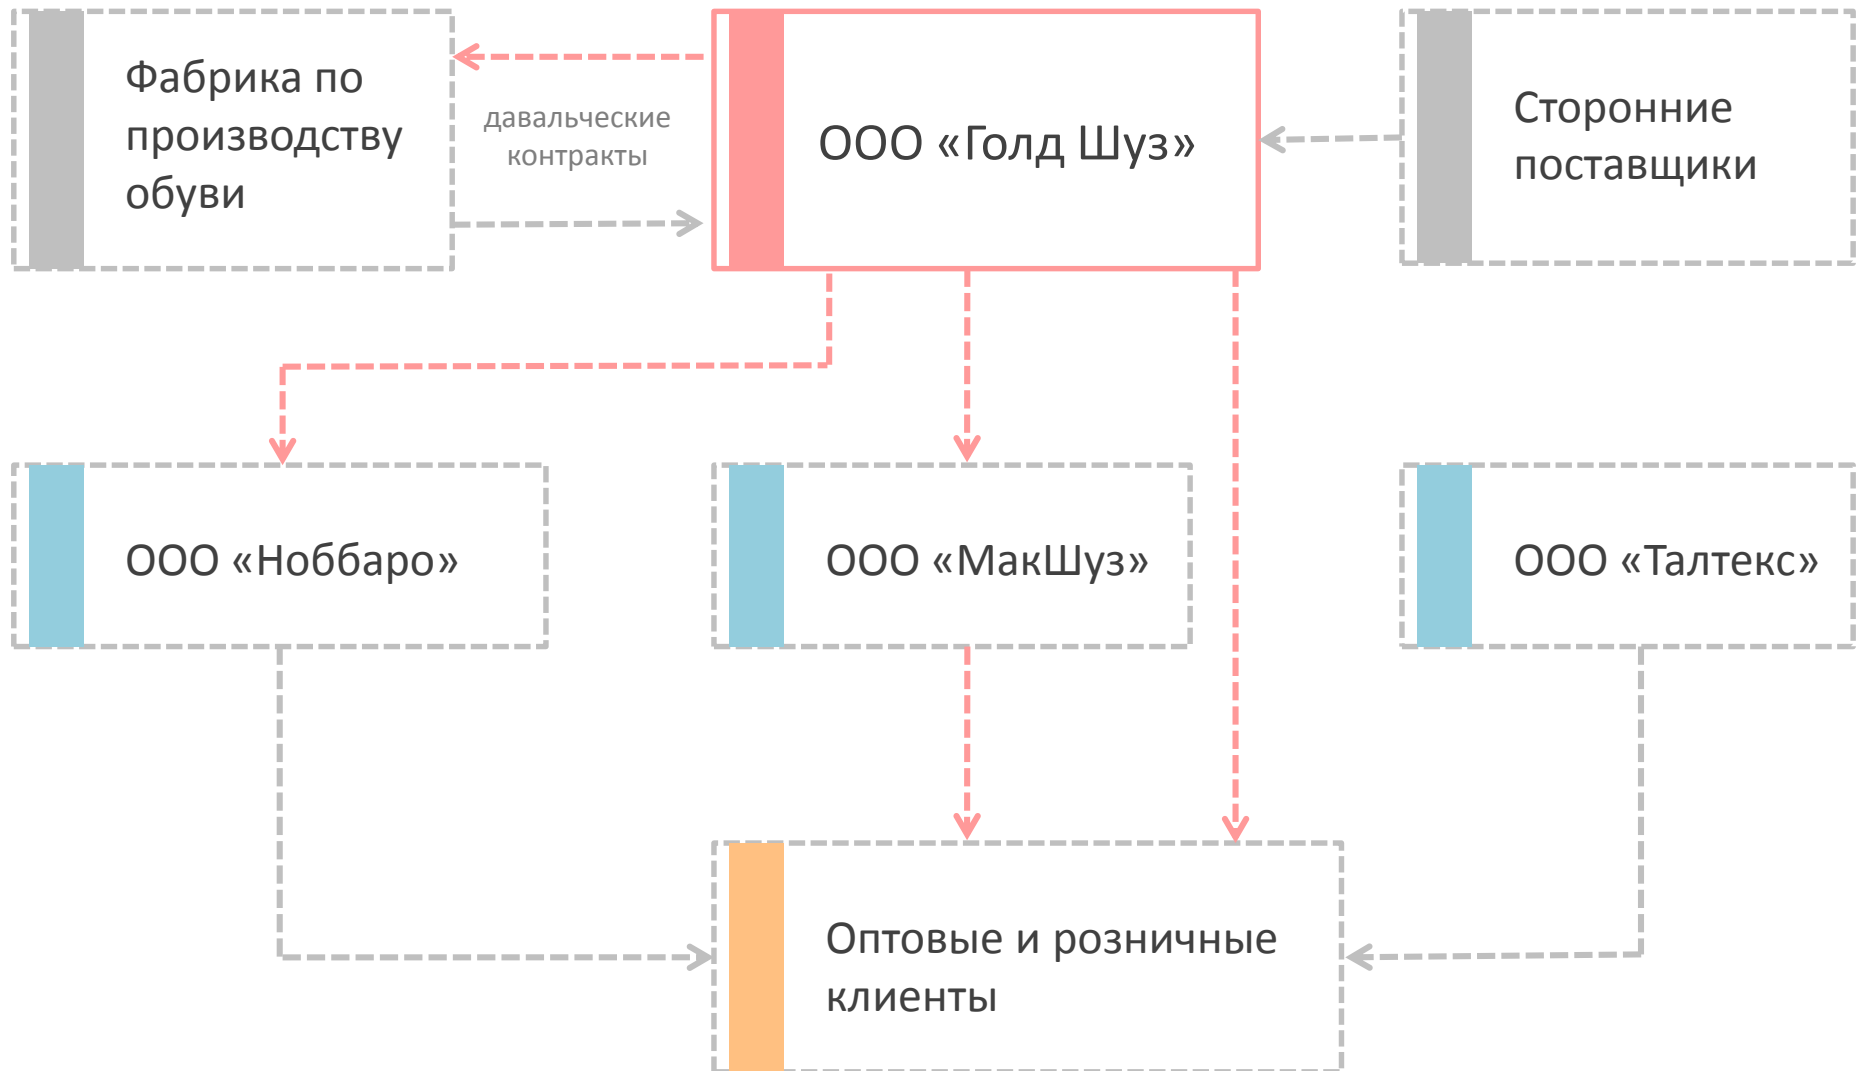 Фабрика по
производству
обуви
давальческие
контракты
ООО «Голд Шуз»
Сторонние
поставщики
ООО «Ноббаро»
ООО «МакШуз»
ООО «Талтекс»
Оптовые и розничные
клиенты